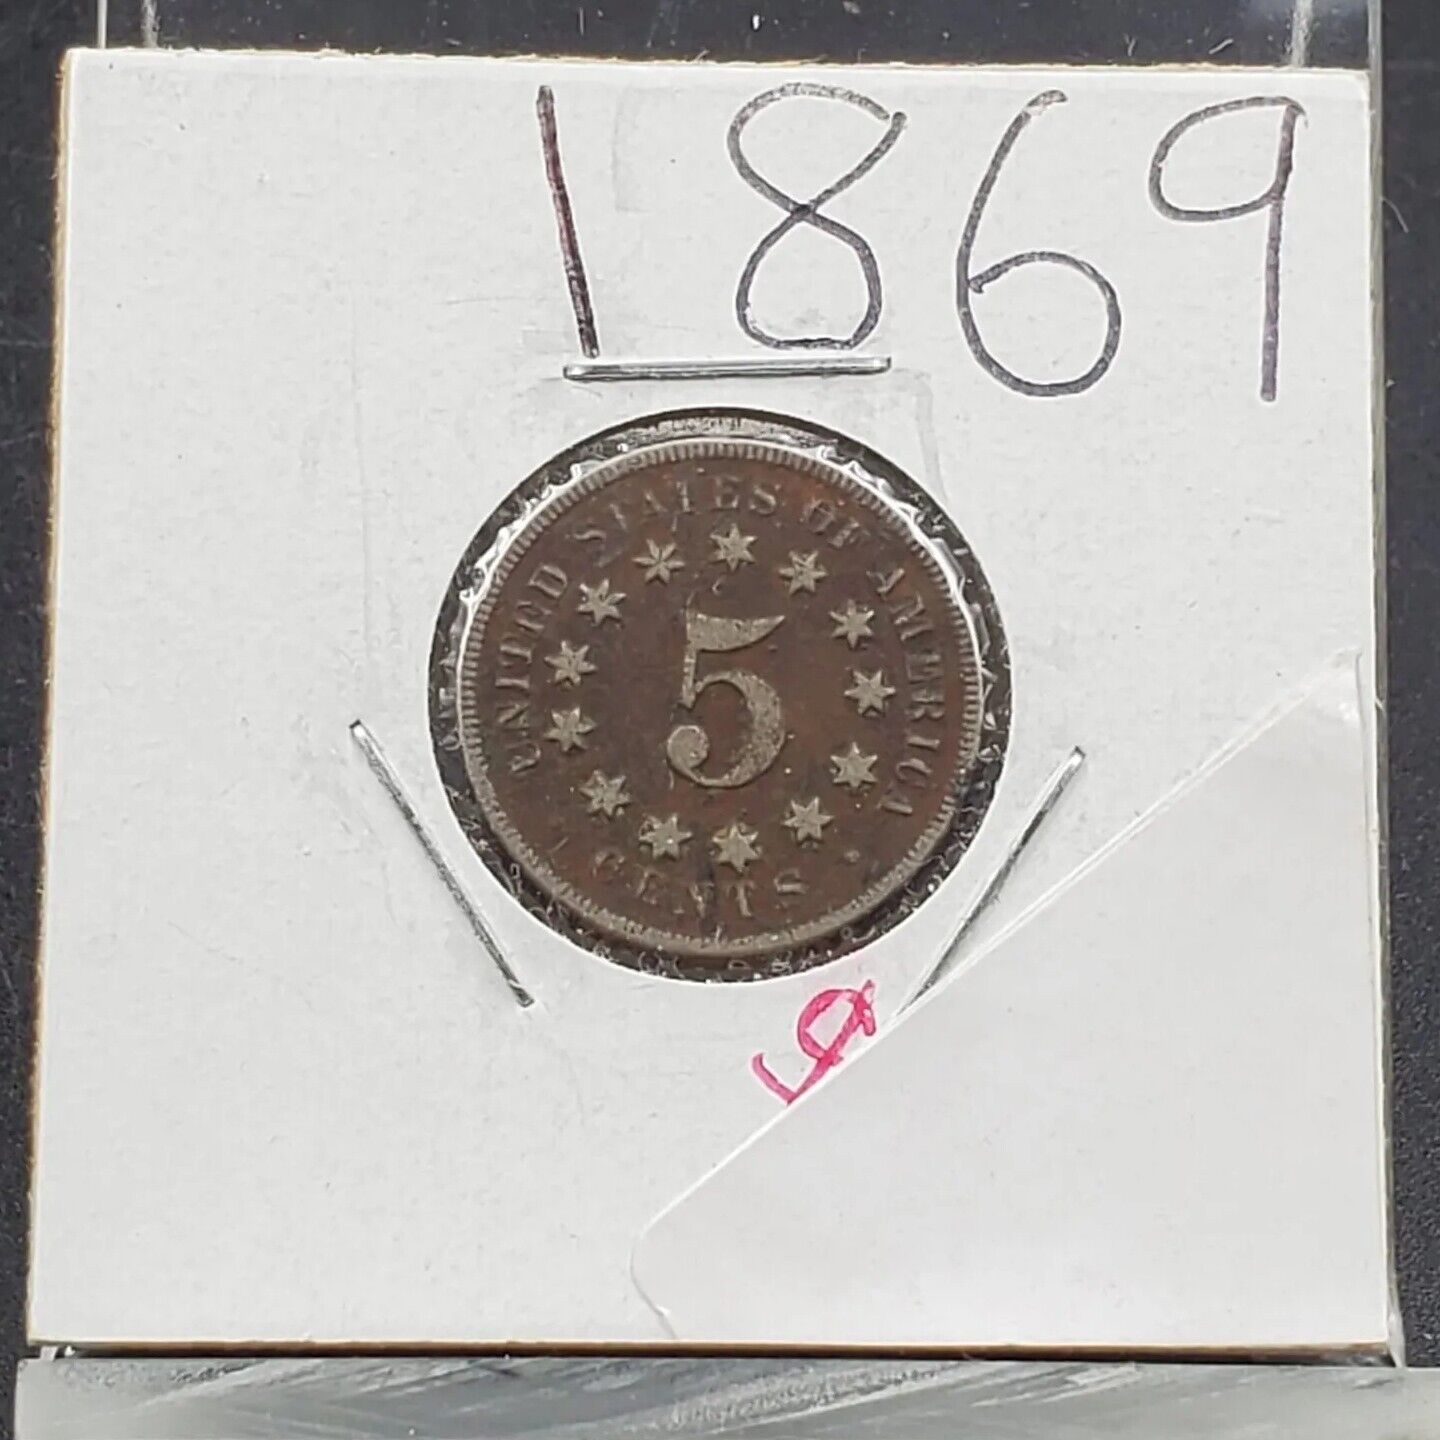 1869
UNITED STATES OF AMERICA
5
CENTS